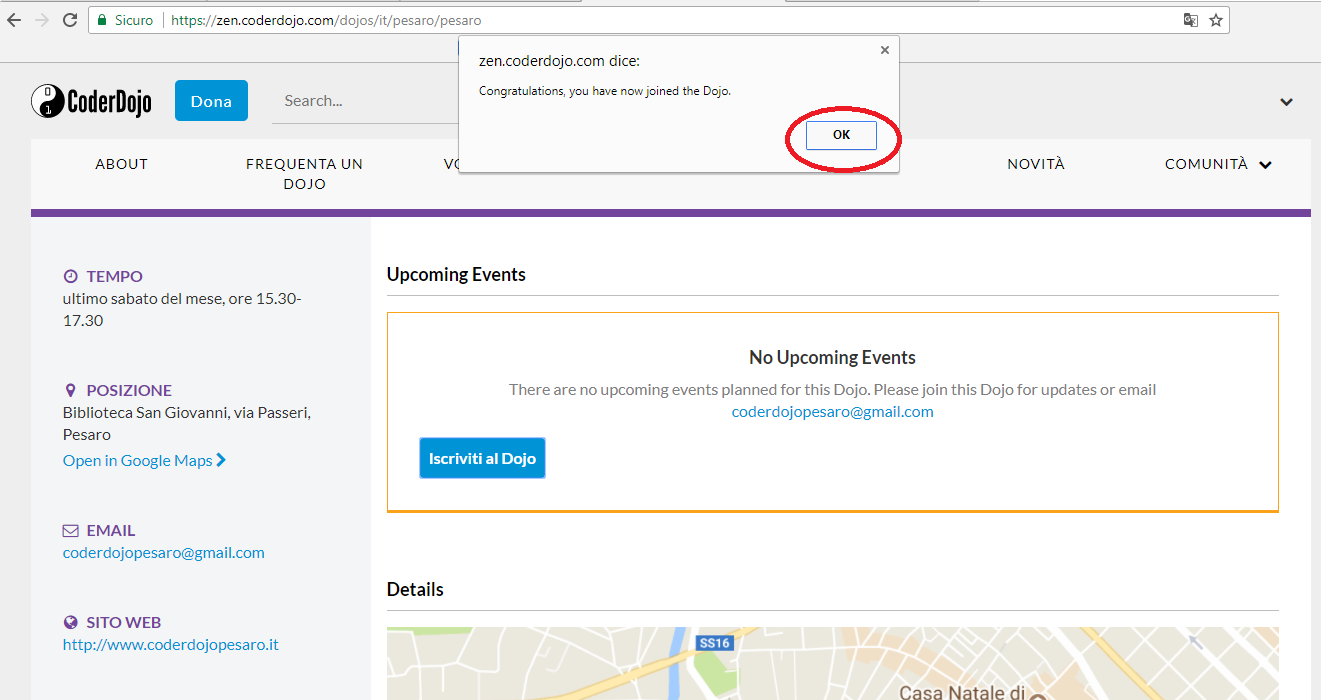 Sicuro
https://zen.coderdojo.com/dojos/it/pesaro/pesaro
zen.coderdojo.com dice:
Congratulations, you have now joined the Dojo.
OK
CoderDojo
Dona
Search...
ABOUT
FREQUENTA UN
DOJO
NOVITÀ
COMUNITÀ
TEMPO
ultimo sabato del mese, ore 15.30-
17.30
POSIZIONE
Biblioteca San Giovanni, via Passeri,
Pesaro
Open in Google Maps
EMAIL
coderdojopesaro@gmail.com
SITO WEB
http://www.coderdojopesaro.it
Upcoming Events
No Upcoming Events
There are no upcoming events planned for this Dojo. Please join this Dojo for updates or email
coderdojopesaro@gmail.com
Iscriviti al Dojo
Details
SS16
Casa Natale di